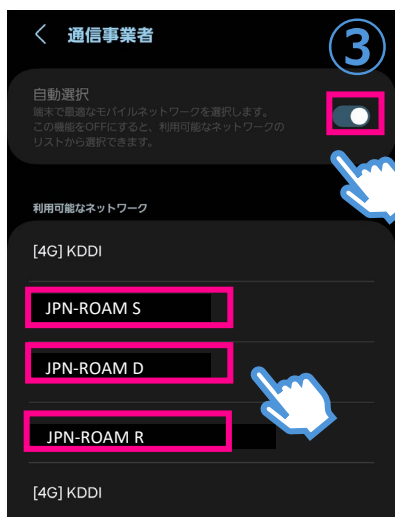 通信事業者
③
自動選択
端末で最適なモバイルネットワークを選択します。
この機能をOFFにすると、利用可能なネットワークの
リストから選択できます。
利用可能なネットワーク
[4G] KDDI
JPN-ROAM S
JPN-ROAM D
JPN-ROAM R
[4G] KDDI